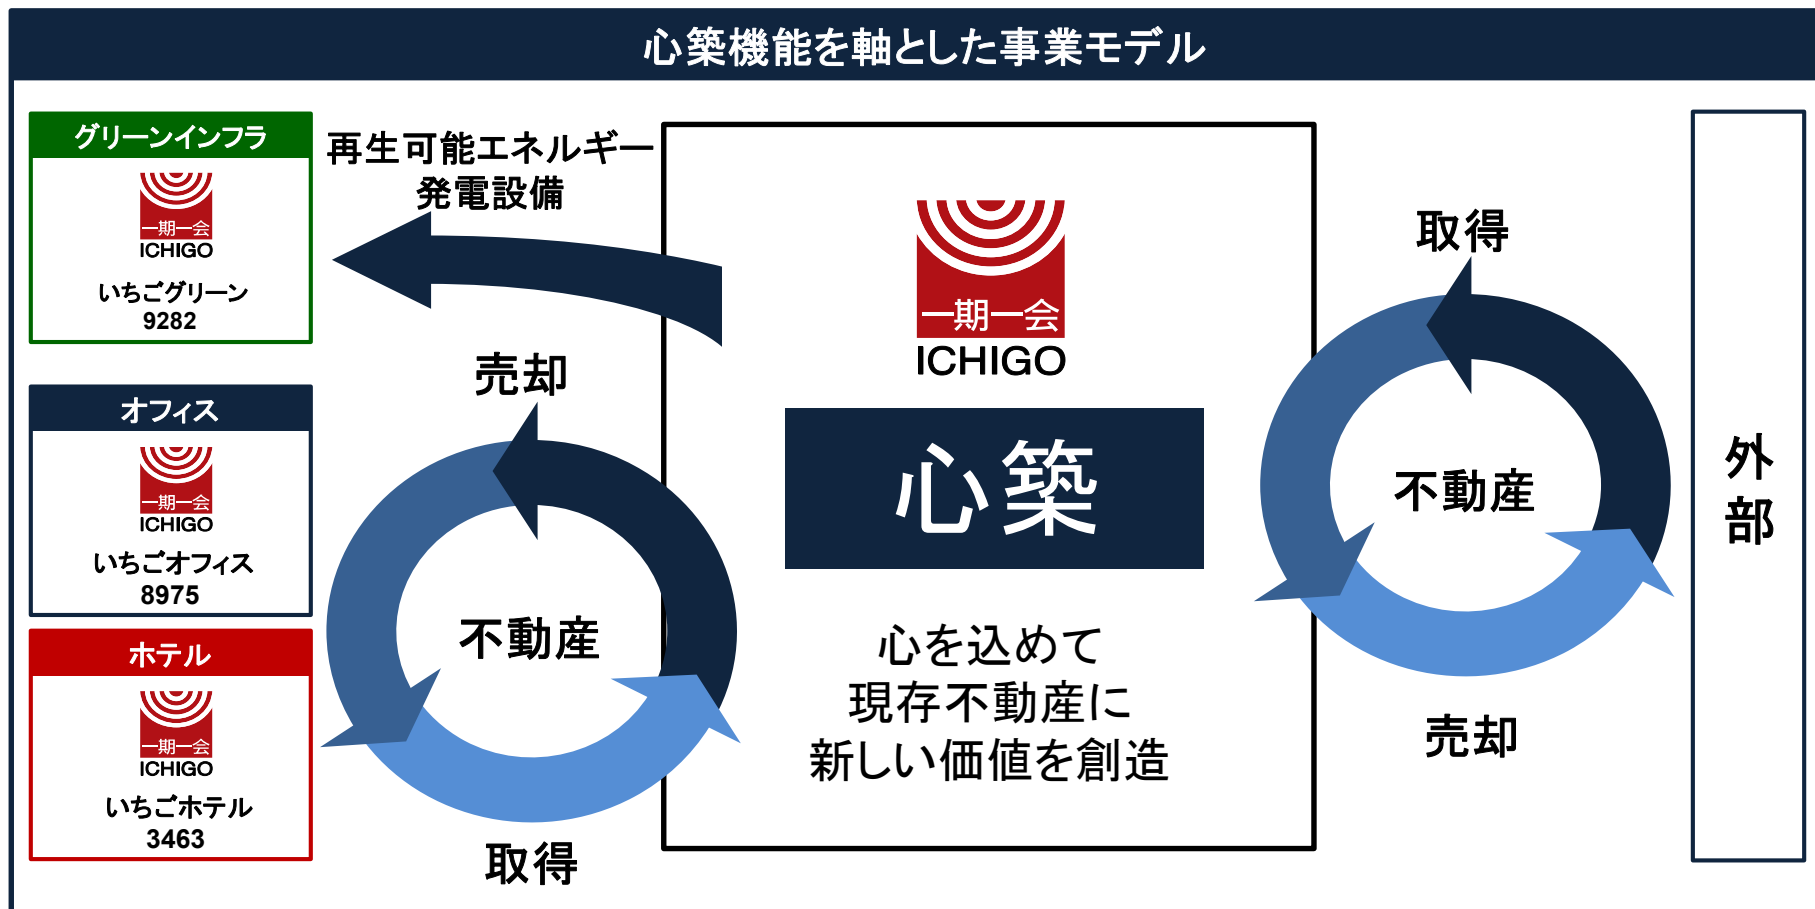 心築機能を軸とした事業モデル
グリーンインフラ
一期一会
ICHIGO
いちごグリーン
9282
オフィス
一期一会
ICHIGO
いちごオフィス
8975
ホテル
一期一会
ICHIGO
いちごホテル
3463
再生可能エネルギー
発電設備
売却
不動産
取得
一期一会
ICHIGO
心築
心を込めて
現存不動産に
新しい価値を創造
取得
不動産
売却
外部